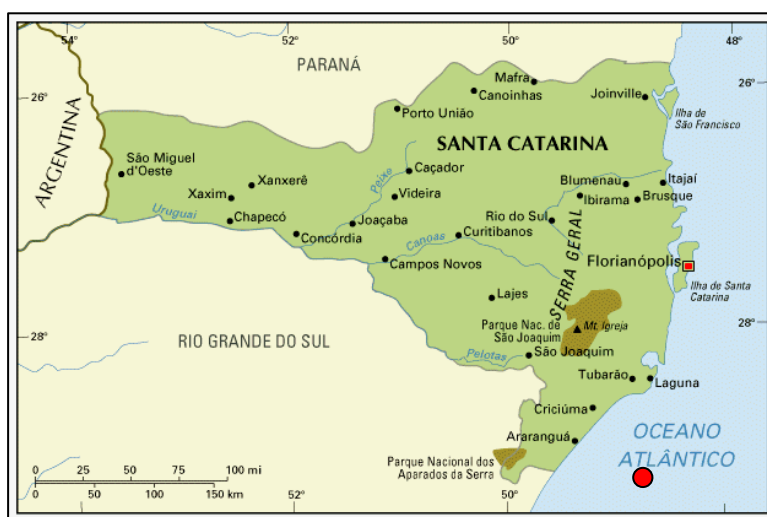 54°
52°
50°
48°
PARANÁ
Mafra
Canoinhas
26°
26°
Joinville
Porto União
Ilha de
São Francisco
ARGENTINA
SANTA CATARINA
São Miguel
d'Oeste
Caçador
Peixe
Xanxerê
Blumenau
Itajaí
Xaxim
Videira
Ibirama
Brusque
Uruguai
Chapecó
Joaçaba
Rio do Sul
Concórdia
Canoas
Curitibanos
SERRA GERAL
Campos Novos
Florianópolis
Ilha de Santa
Catarina
Lajes
28°
28°
Parque Nac. de
São Joaquim
Mt. Igreja
RIO GRANDE DO SUL
Pelotas
São Joaquim
Tubarão
Laguna
Criciúma
Araranguá
OCEANO
ATLÂNTICO
Parque Nacional dos
Aparados da Serra
0 25 50 75 100 mi
0 50 100 150 km
52°
50°